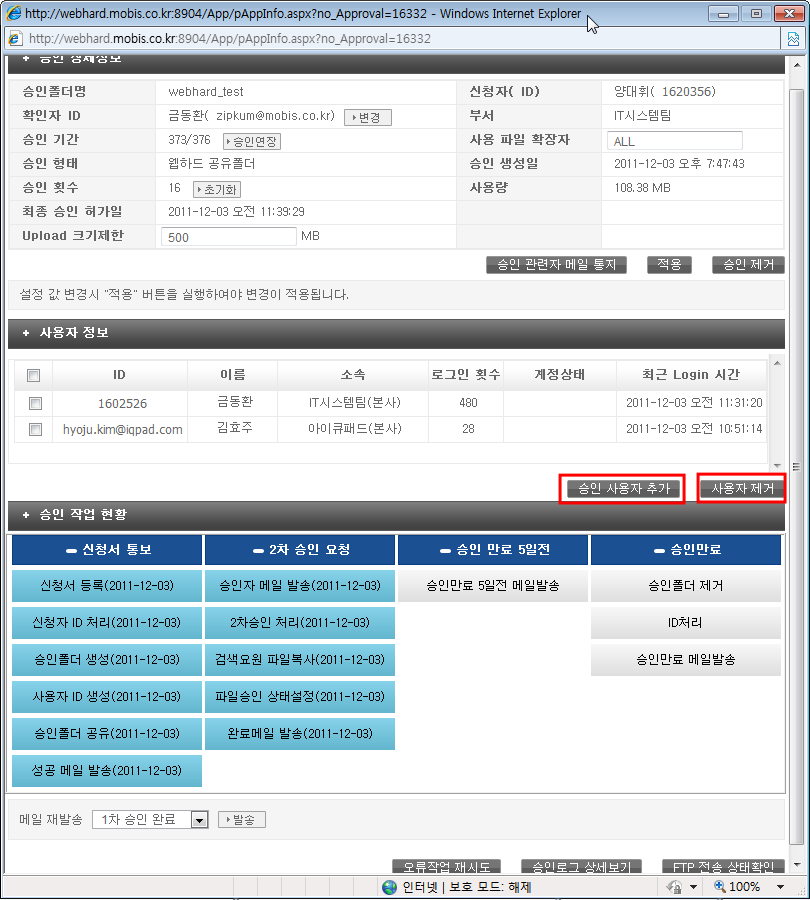 http://webhard.mobis.co.kr:8904/App/pAppInfo.aspx?no_Approval=16332 - Windows Internet Explorer
http://webhard.mobis.co.kr:8904/App/pAppInfo.aspx?no_Approval=16332
+ 승인 상세정보
승인폴더명 webhard_test 신청자( ID) 양대휘( 1620356)
확인자 ID 금동환( zipkum@mobis.co.kr) 변경 부서 IT시스템팀
승인 기간 373/376 승인연장 사용 파일 확장자 ALL
승인 형태 웹하드 공유폴더 승인 생성일 2011-12-03 오후 7:47:43
승인 횟수 16 초기화 사용량 108.38 MB
최종 승인 허가일 2011-12-03 오전 11:39:29
Upload 크기제한 500 MB
승인 관련자 메일 통지 적용 승인 제거
설정 값 변경시 "적용" 버튼을 실행하여야 변경이 적용됩니다.
+ 사용자 정보
ID 이름 소속 로그인 횟수 계정상태 최근 Login 시간
1602526 금동환 IT시스템팀(본사) 480 2011-12-03 오전 11:31:20
hyoju.kim@iqpad.com 김효주 아이큐패드(본사) 28 2011-12-03 오전 10:51:14
승인 사용자 추가 사용자 제거
+ 승인 작업 현황
신청서 통보 2차 승인 요청 승인 만료 5일전 승인만료
신청서 등록(2011-12-03) 승인자 메일 발송(2011-12-03) 승인만료 5일전 메일발송 승인폴더 제거
신청자 ID 처리(2011-12-03) 2차승인 처리(2011-12-03) ID처리
승인폴더 생성(2011-12-03) 검색요원 파일복사(2011-12-03) 승인만료 메일발송
사용자 ID 생성(2011-12-03) 파일승인 상태설정(2011-12-03)
승인폴더 공유(2011-12-03) 완료메일 발송(2011-12-03)
성공 메일 발송(2011-12-03)
메일 재발송 1차 승인 완료 발송
오류작업 재시도 승인로그 상세보기 FTP 전송 상태확인
인터넷 | 보호 모드: 해제 100%